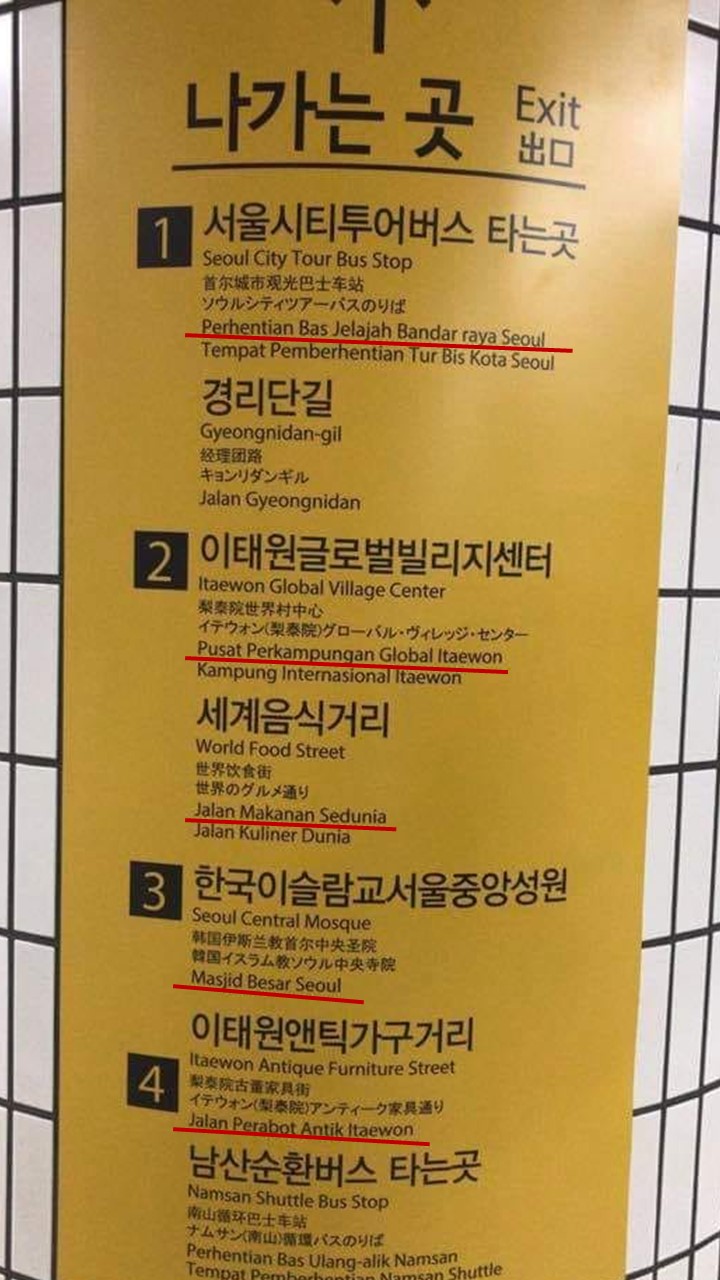 나가는 곳 Exit
出口
1 서울시티투어버스 타는곳
Seoul City Tour Bus Stop
首尔城市观光巴士车站
ソウルシティツアーバスのりば
Perhentian Bas Jelajah Bandar raya Seoul
Tempat Pemberhentian Tur Bis Kota Seoul
경리단길
Gyeongnidan-gil
经理团路
キョンリダンギル
Jalan Gyeongnidan
2 이태원글로벌빌리지센터
Itaewon Global Village Center
梨泰院世界村中心
イテウォン(梨泰院)グローバル・ヴィレッジ・センター
Pusat Perkampungan Global Itaewon
Kampung Internasional Itaewon
세계음식거리
World Food Street
世界饮食街
世界のグルメ通り
Jalan Makanan Sedunia
Jalan Kuliner Dunia
3 한국이슬람교서울중앙성원
Seoul Central Mosque
韩国伊斯兰教首尔中央圣院
韓国イスラム教ソウル中央寺院
Masjid Besar Seoul
이태원앤틱가구거리
Itaewon Antique Furniture Street
4 梨泰院古董家具街
イテウォン(梨泰院)アンティーク家具通り
Jalan Perabot Antik Itaewon
남산순환버스 타는곳
Namsan Shuttle Bus Stop
南山循环巴士车站
ナムサン(南山)循環バスのりば
Perhentian Bas Ulang-alik Namsan
Tempat Pemberhentian Namsan Shuttle